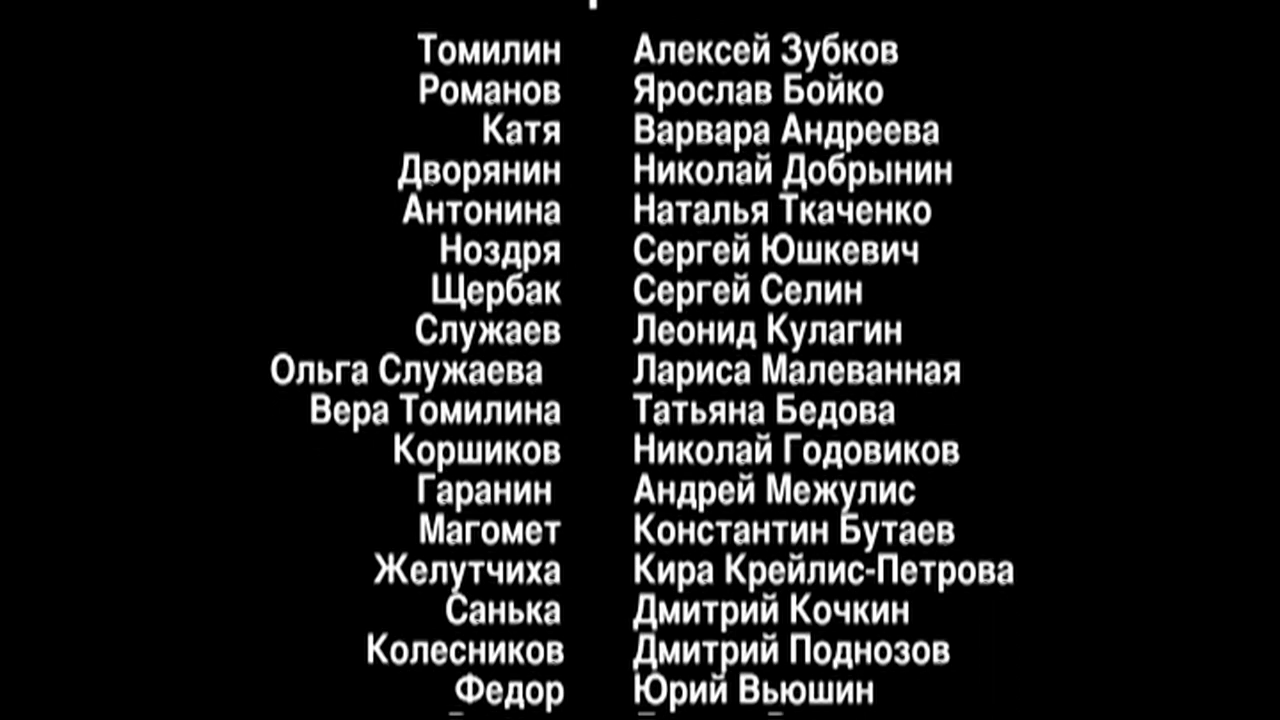 Томилин Алексей Зубков
Романов Ярослав Бойко
Катя Варвара Андреева
Дворянин Николай Добрынин
Антонина Наталья Ткаченко
Ноздря Сергей Юшкевич
Щербак Сергей Селин
Служаев Леонид Кулагин
Ольга Служаева Лариса Малеванная
Вера Томилина Татьяна Бедова
Коршиков Николай Годовиков
Гаранин Андрей Межулис
Магомет Константин Бутаев
Желутчиха Кира Крейлис-Петрова
Санька Дмитрий Кочкин
Колесников Дмитрий Поднозов
Федор Юрий Вьюшин